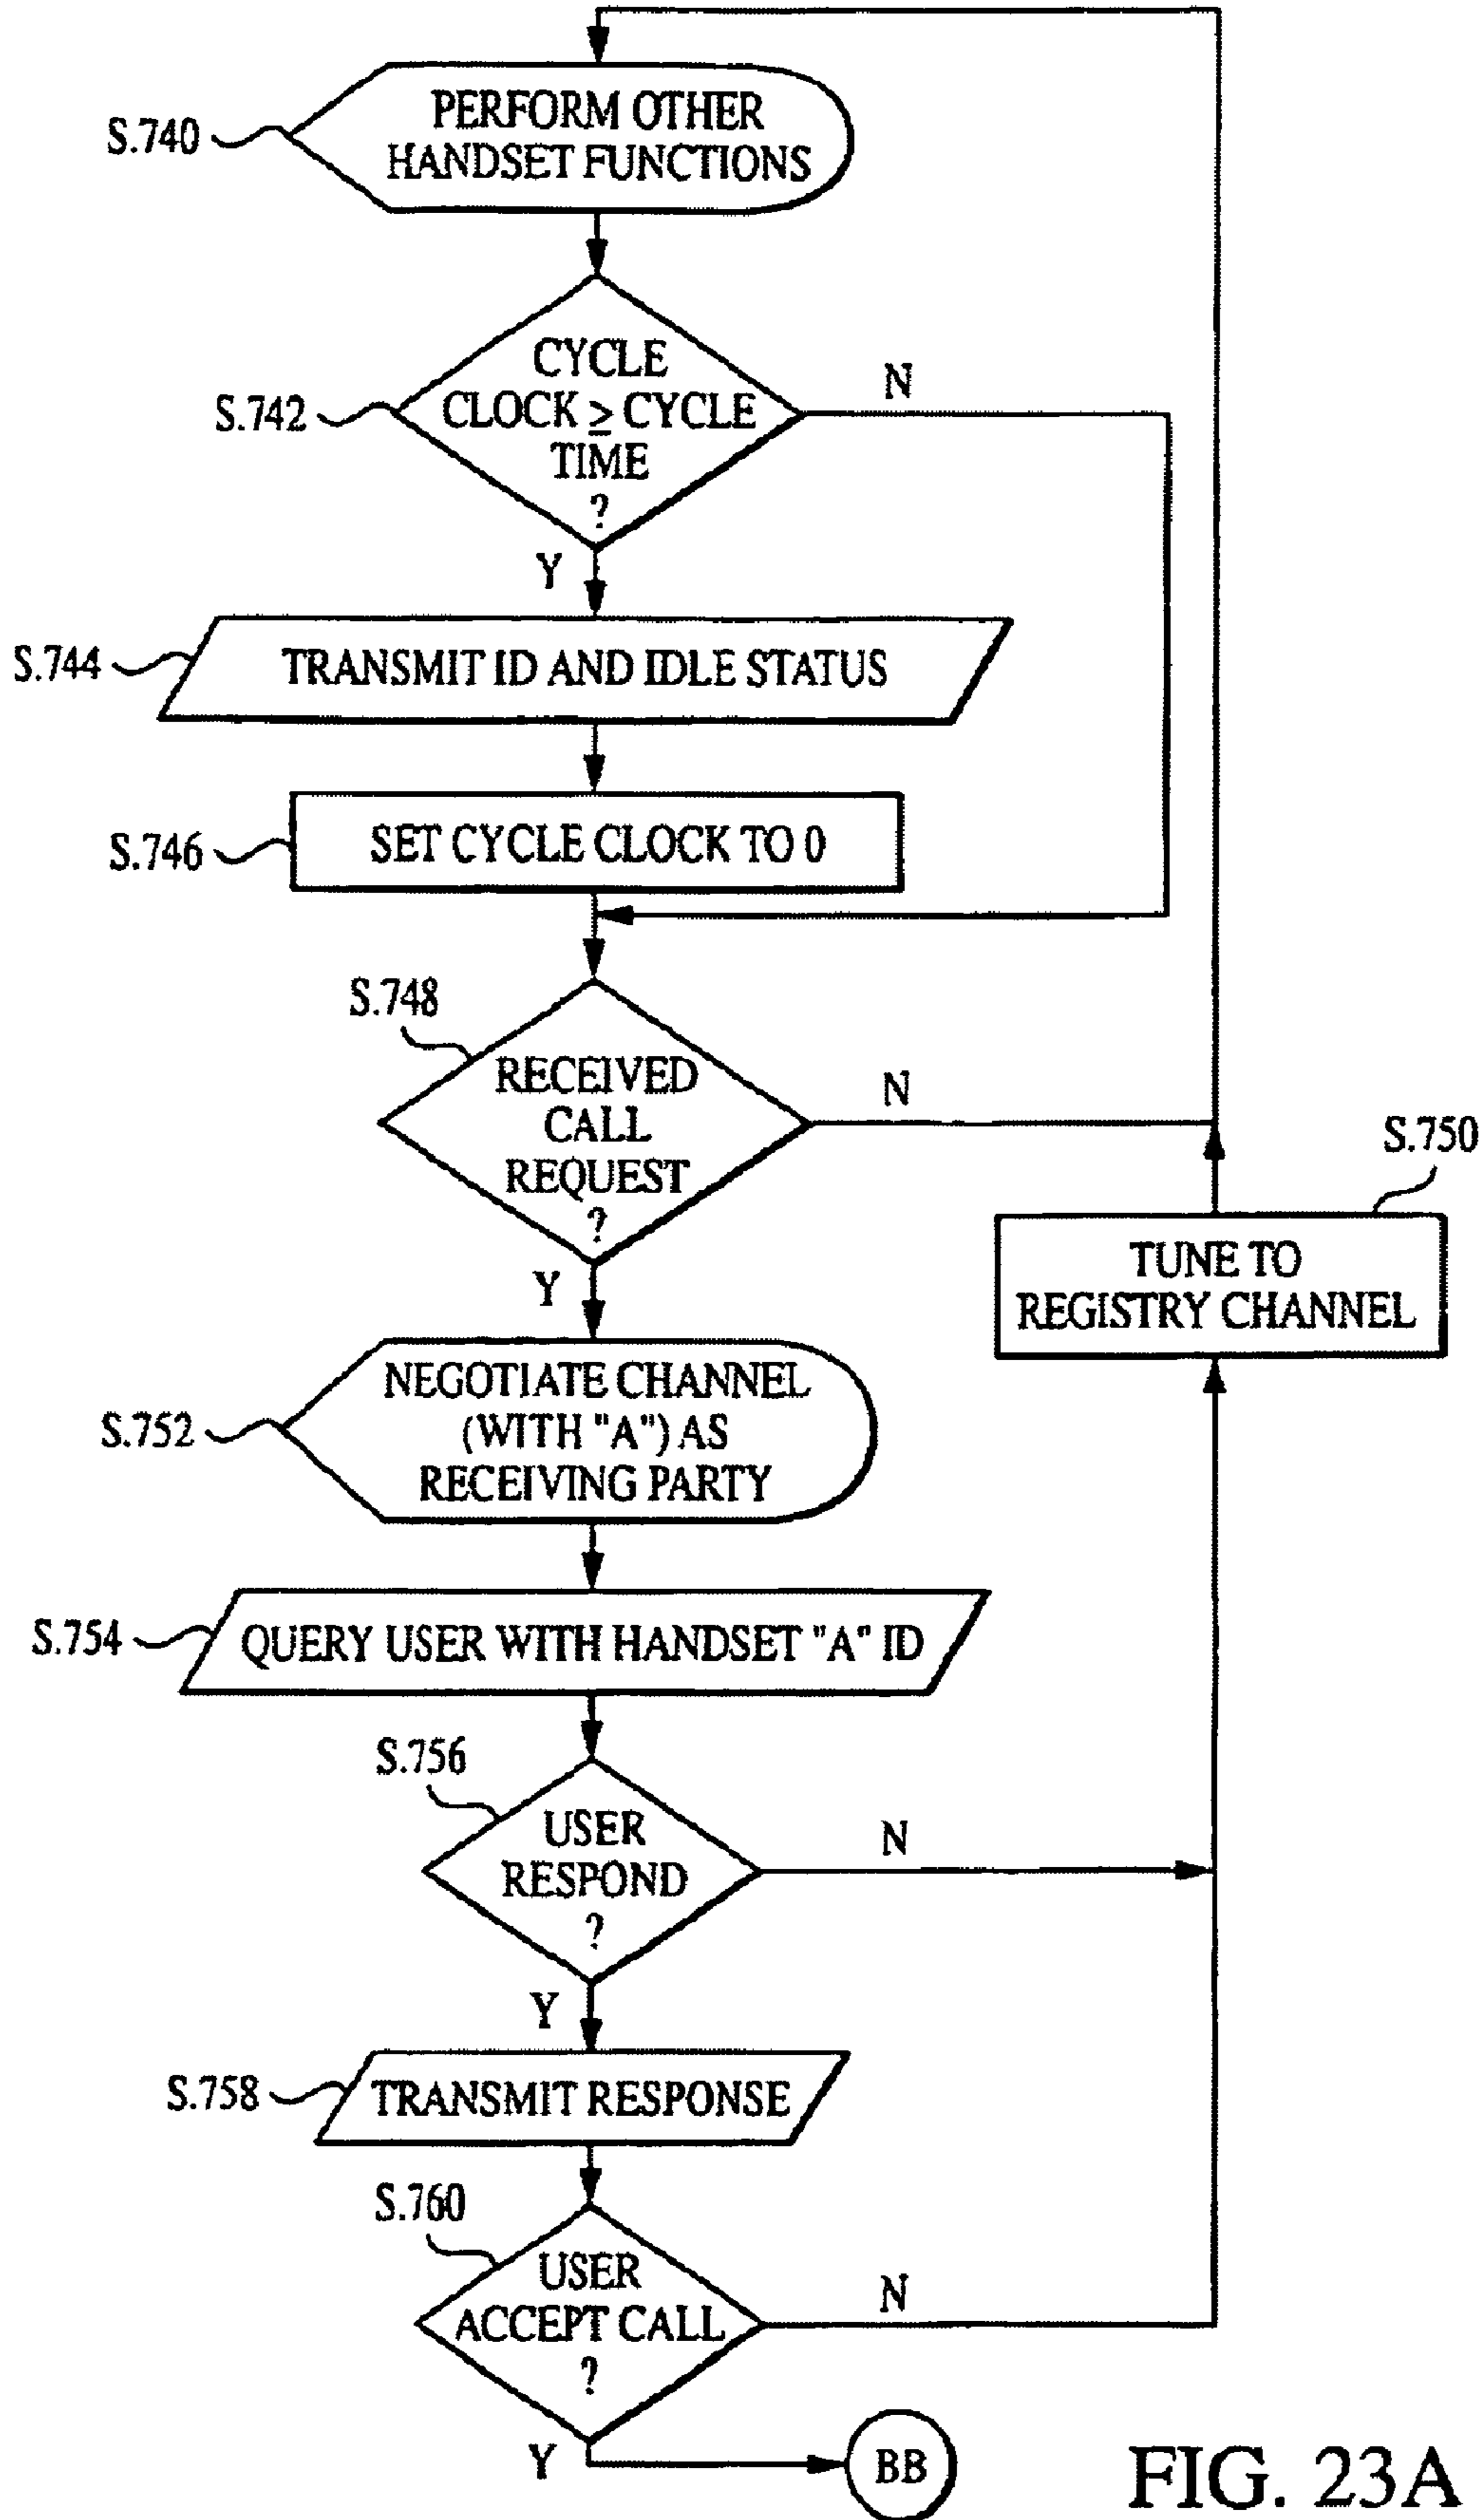 S.740
PERFORM OTHER
HANDSET FUNCTIONS
S.742
CYCLE
CLOCK ≥ CYCLE
TIME
?
N
Y
S.744
TRANSMIT ID AND IDLE STATUS
S.746
SET CYCLE CLOCK TO 0
S.748
RECEIVED
CALL
REQUEST
?
N
Y
S.750
TUNE TO
REGISTRY CHANNEL
S.752
NEGOTIATE CHANNEL
(WITH "A") AS
RECEIVING PARTY
S.754
QUERY USER WITH HANDSET "A" ID
S.756
USER
RESPOND
?
N
Y
S.758
TRANSMIT RESPONSE
S.760
USER
ACCEPT CALL
?
N
Y
BB
FIG. 23A